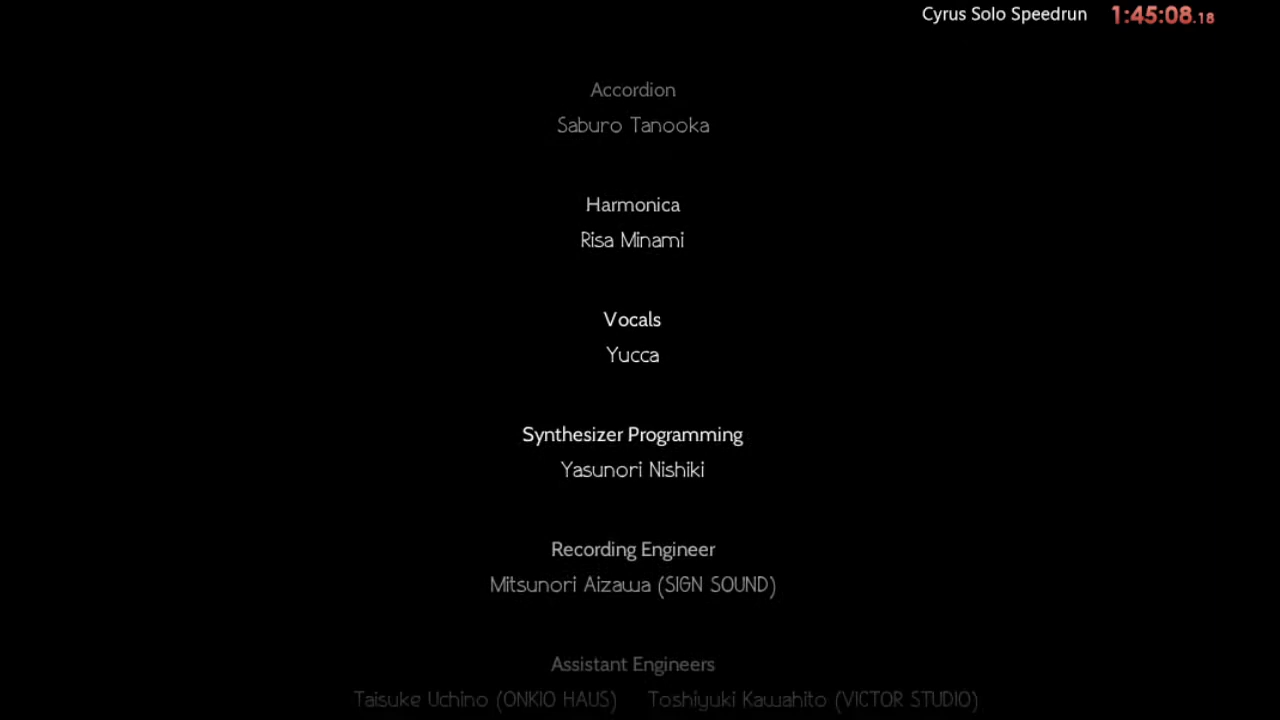 Cyrus Solo Speedrun 1:45:08.18
Accordion
Saburo Tanooka
Harmonica
Risa Minami
Vocals
Yucca
Synthesizer Programming
Yasunori Nishiki
Recording Engineer
Mitsunori Aizawa (SIGN SOUND)
Assistant Engineers
Taisuke Uchino (ONKIO HAUS) Toshiyuki Kawahito (VICTOR STUDIO)